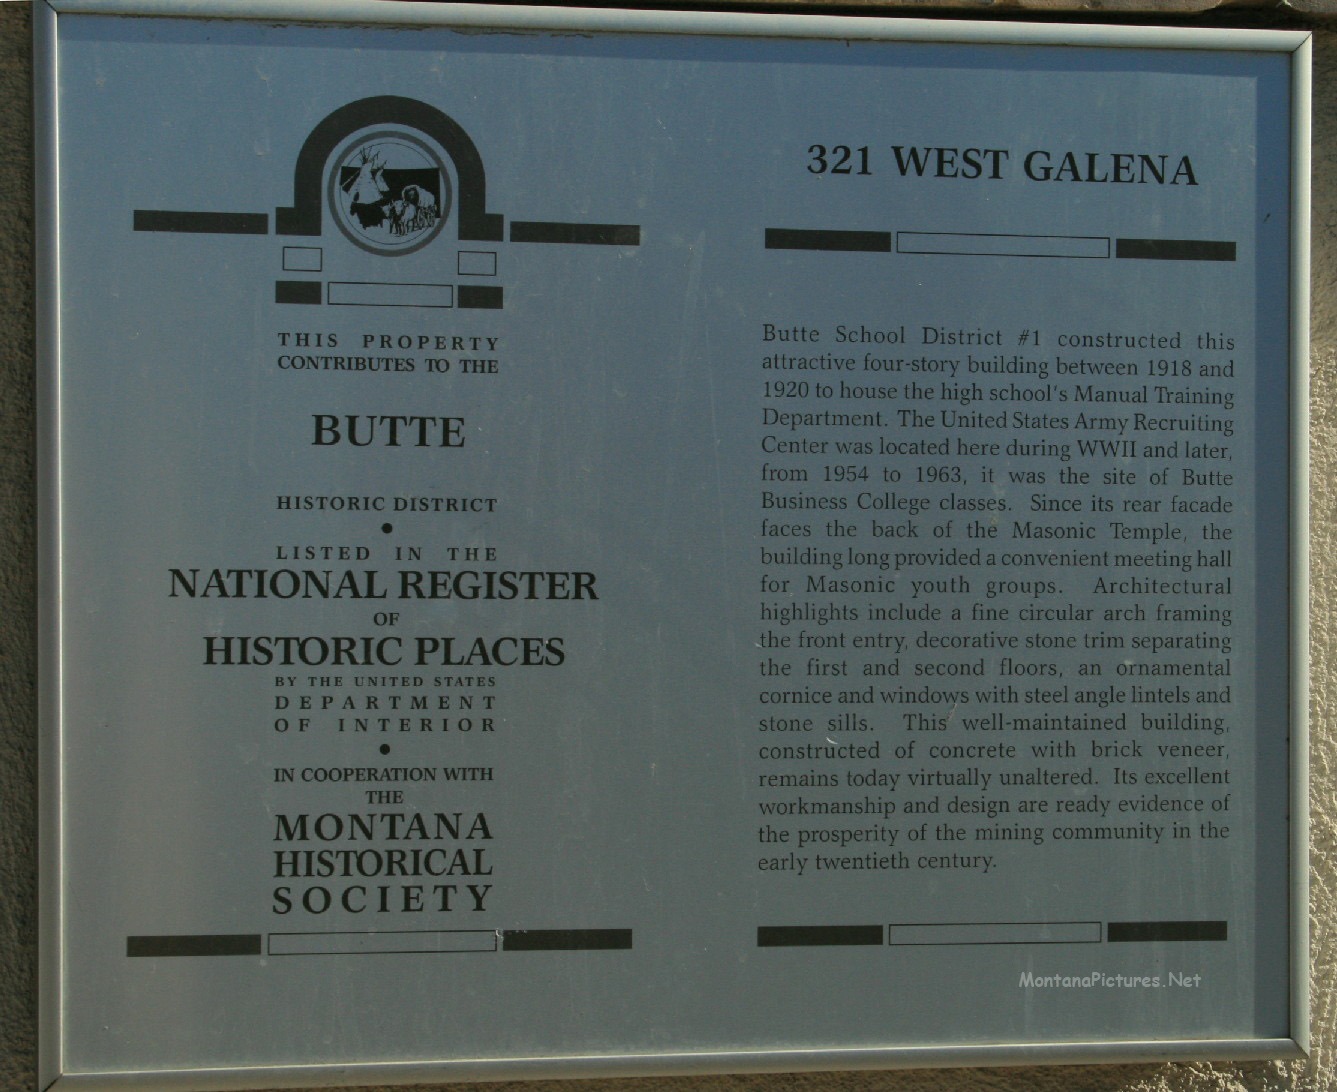 THIS PROPERTY
CONTRIBUTES TO THE
BUTTE
HISTORIC DISTRICT
•
LISTED IN THE
NATIONAL REGISTER
OF
HISTORIC PLACES
BY THE UNITED STATES
DEPARTMENT
OF INTERIOR
•
IN COOPERATION WITH
THE
MONTANA
HISTORICAL
SOCIETY
321 WEST GALENA
Butte School District #1 constructed this
attractive four-story building between 1918 and
1920 to house the high school's Manual Training
Department. The United States Army Recruiting
Center was located here during WWII and later,
from 1954 to 1963, it was the site of Butte
Business College classes. Since its rear facade
faces the back of the Masonic Temple, the
building long provided a convenient meeting hall
for Masonic youth groups. Architectural
highlights include a fine circular arch framing
the front entry, decorative stone trim separating
the first and second floors, an ornamental
cornice and windows with steel angle lintels and
stone sills. This well-maintained building,
constructed of concrete with brick veneer,
remains today virtually unaltered. Its excellent
workmanship and design are ready evidence of
the prosperity of the mining community in the
early twentieth century.
MontanaPictures.Net